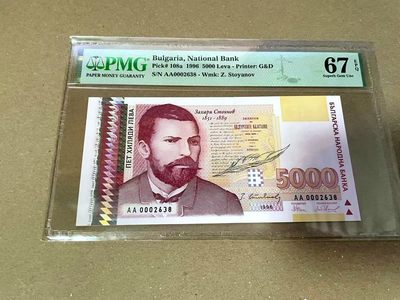 PMG
PAPER MONEY GUARANTY
Bulgaria, National Bank
Pick# 108a 1996 5000 Leva - Printer: G&D
S/N AA0002638 - Wmk: Z. Stoyanov
67 EPQ
Superb Gem Unc
ПЕТ ХИЛЯДИ ЛЕВА
Захари Стоянов
1851-1889
5000
АА 0002638
1996
АА 0002638
БЪЛГАРСКА НАРОДНА БАНКА